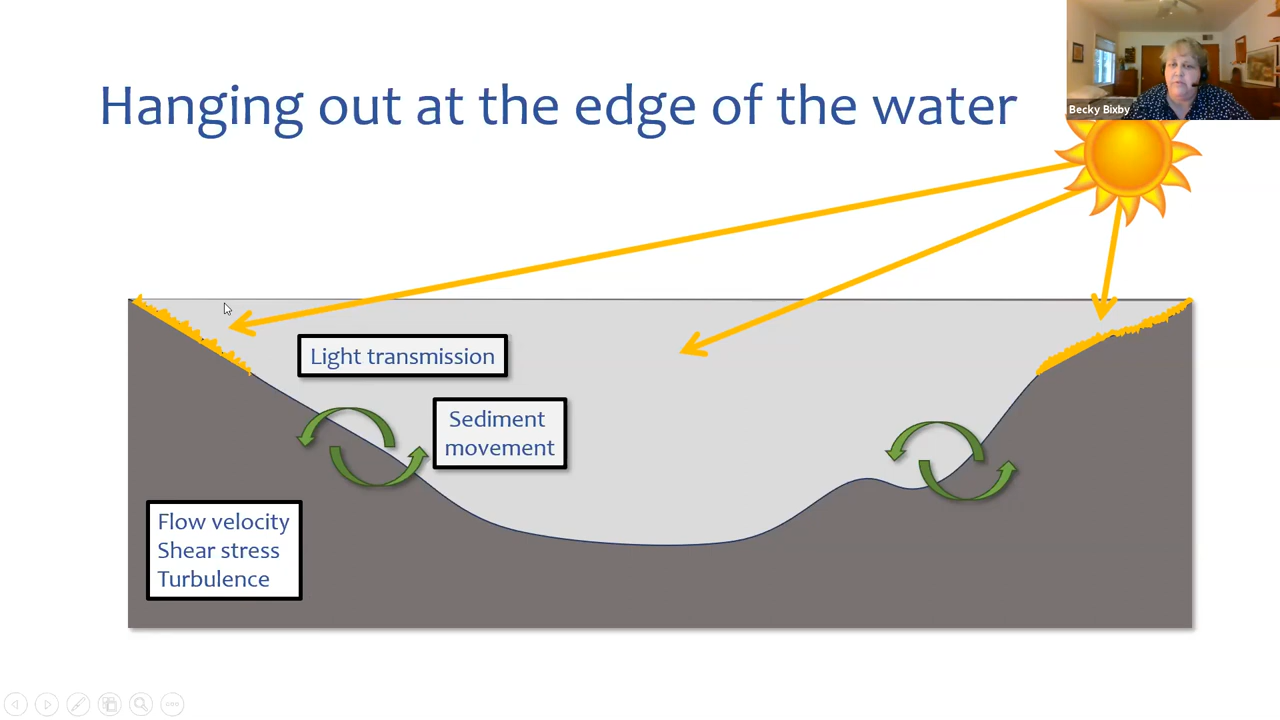 Hanging out at the edge of the water
Becky Bixby
Light transmission
Sediment
movement
Flow velocity
Shear stress
Turbulence